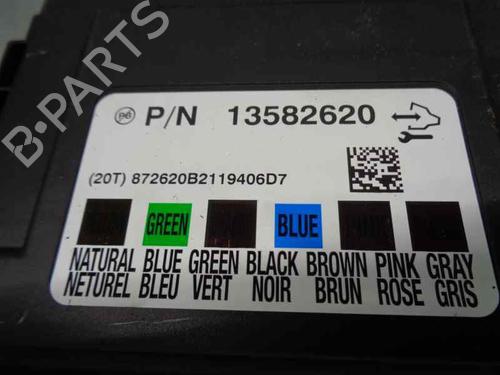 P/N 13582620
(20T) 872620B2119406D7
GREEN BLUE
NATURAL BLUE GREEN BLACK BROWN PINK GRAY
NETUREL BLEU VERT NOIR BRUN ROSE GRIS
B-PARTS